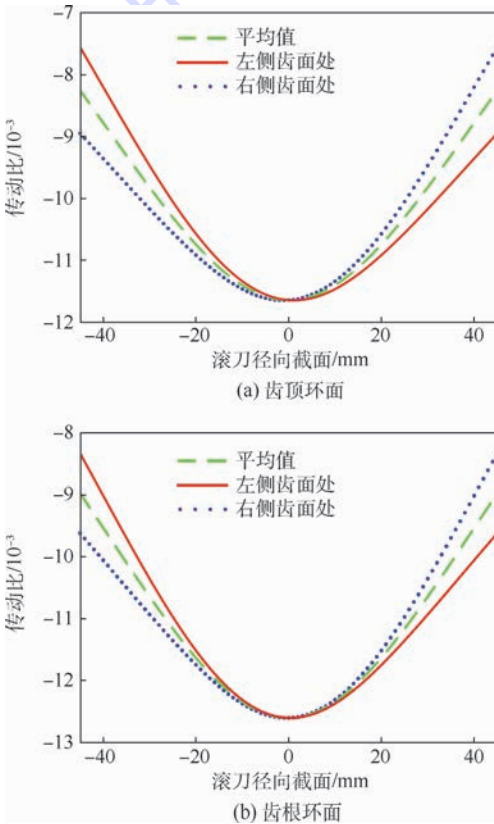 -7
-8
-9
-10
-11
-12
传动比/10⁻³
平均值
左侧齿面处
右侧齿面处
-40 -20 0 20 40
滚刀径向截面/mm
(a) 齿顶环面
-8
-9
-10
-11
-12
-13
传动比/10⁻³
平均值
左侧齿面处
右侧齿面处
-40 -20 0 20 40
滚刀径向截面/mm
(b) 齿根环面